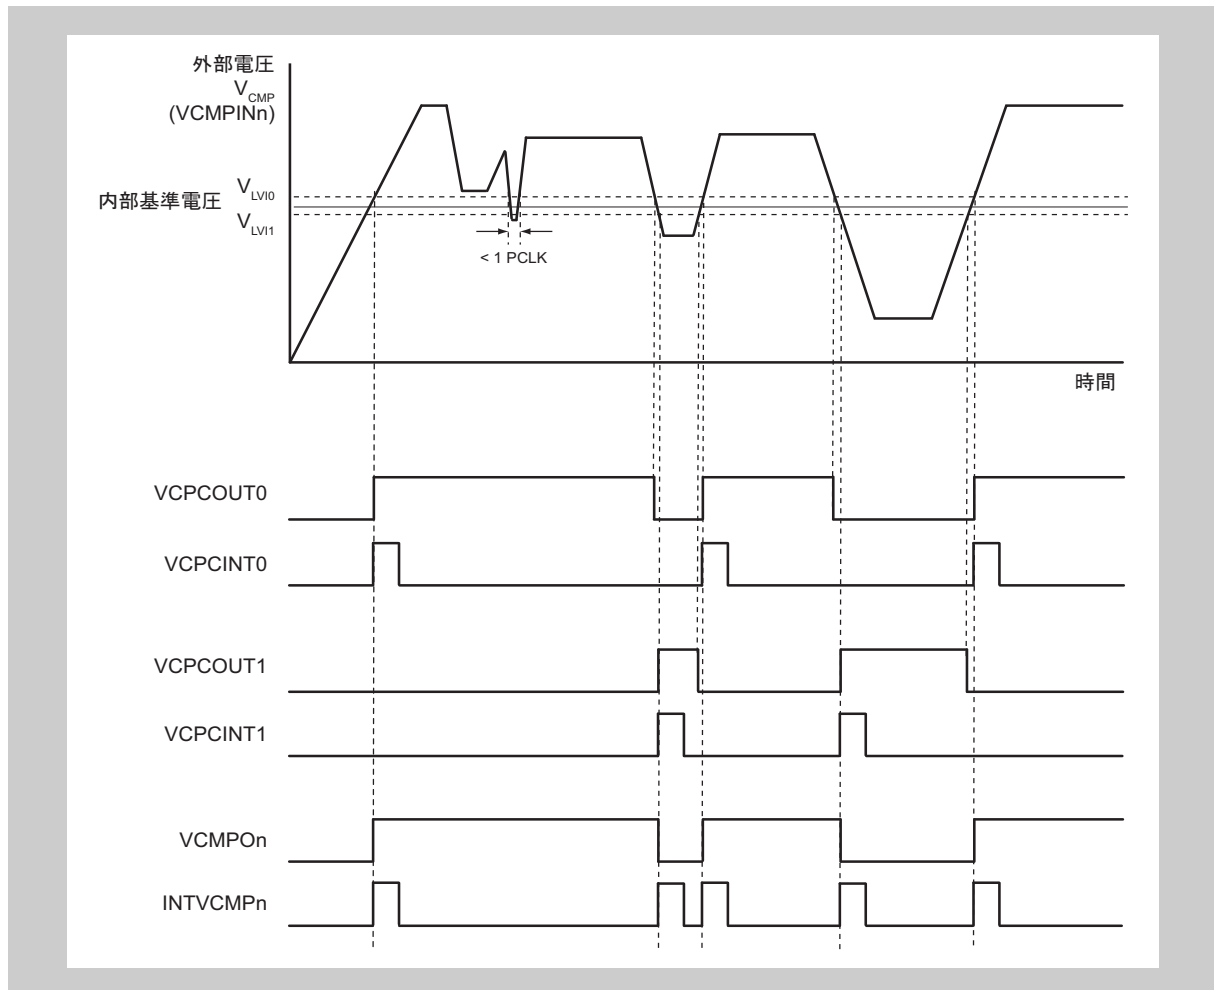 外部電圧
VCMP
(VCMPINn)
内部基準電圧
VLVI0
VLVI1
< 1 PCLK
時間
VCPCOUT0
VCPCINT0
VCPCOUT1
VCPCINT1
VCMPOn
INTVCMPn